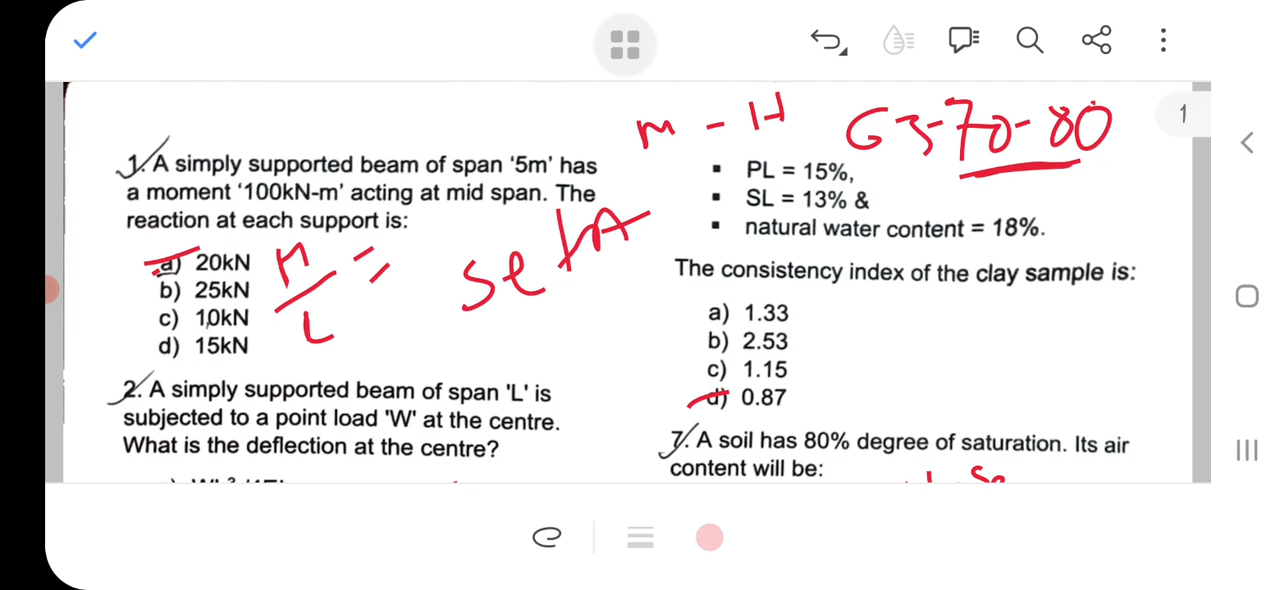 1
M - H 63-70-80
1. A simply supported beam of span '5m' has
a moment '100kN-m' acting at mid span. The
reaction at each support is:
a) 20kN
b) 25kN
c) 10kN
d) 15kN
M/L =
2. A simply supported beam of span 'L' is
subjected to a point load 'W' at the centre.
What is the deflection at the centre?
▪ PL = 15%,
▪ SL = 13% &
▪ natural water content = 18%.
The consistency index of the clay sample is:
a) 1.33
b) 2.53
c) 1.15
d) 0.87
7. A soil has 80% degree of saturation. Its air
content will be: